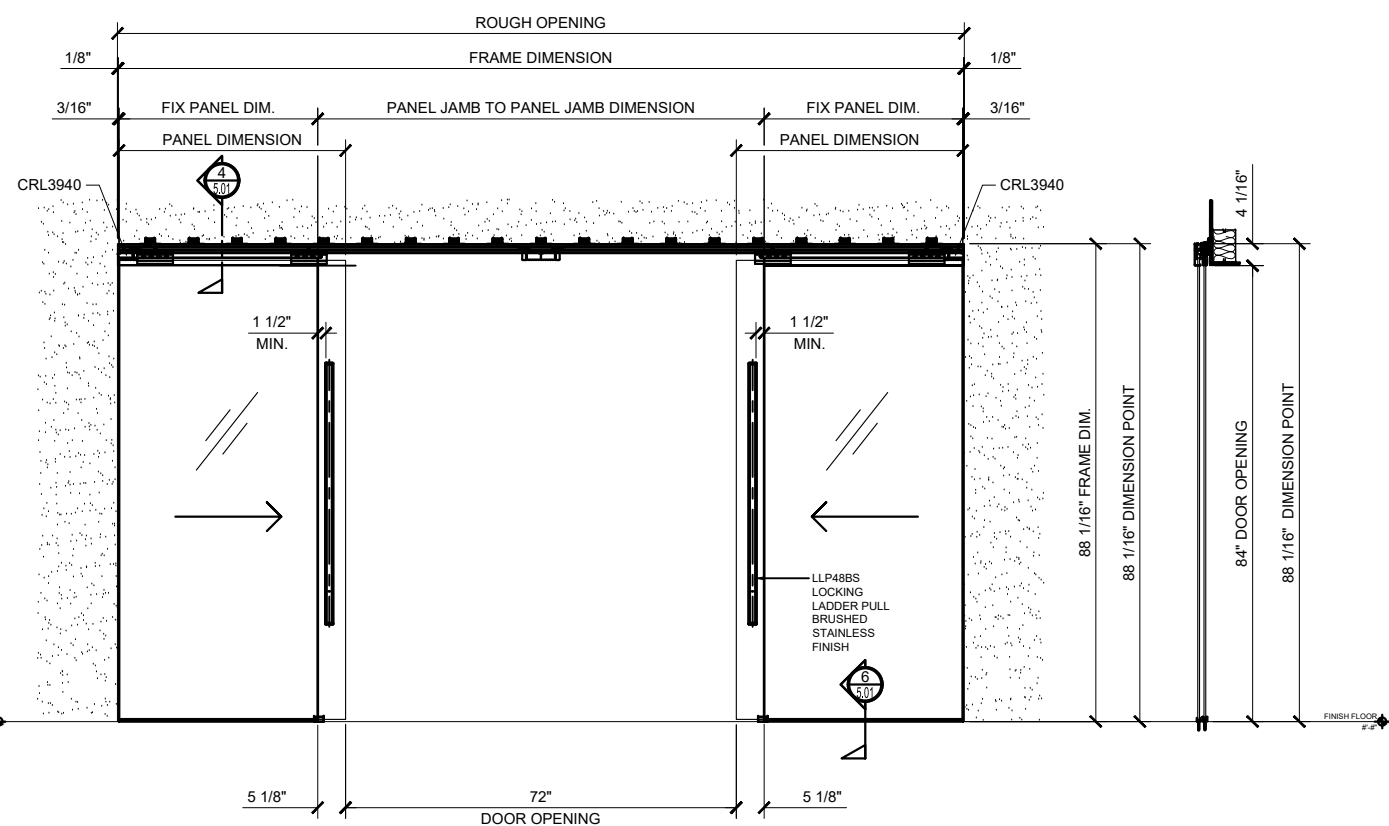 ROUGH OPENING
1/8"
FRAME DIMENSION
1/8"
3/16"
FIX PANEL DIM.
PANEL JAMB TO PANEL JAMB DIMENSION
FIX PANEL DIM.
3/16"
PANEL DIMENSION
PANEL DIMENSION
4
5.01
CRL3940
CRL3940
4 1/16"
1 1/2"
MIN.
1 1/2"
MIN.
88 1/16" FRAME DIM.
88 1/16" DIMENSION POINT
84" DOOR OPENING
88 1/16" DIMENSION POINT
LLP48BS
LOCKING
LADDER PULL
BRUSHED
STAINLESS
FINISH
6
5.01
FINISH FLOOR
#'-#"
5 1/8"
72"
DOOR OPENING
5 1/8"